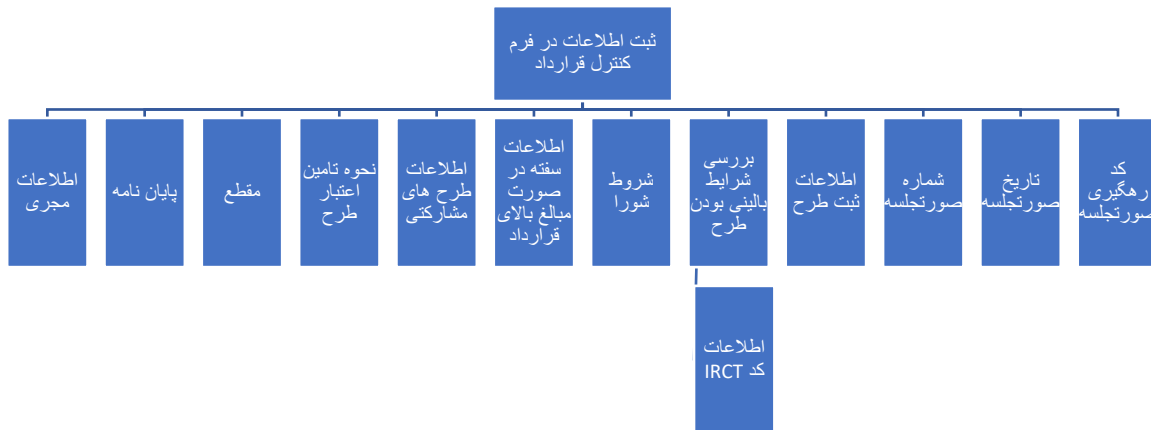 ثبت اطلاعات در فرم
کنترل قرارداد
کد
رهگیری
صورتجلسه
تاریخ
صورتجلسه
شماره
صورتجلسه
اطلاعات
ثبت طرح
بررسی
شرایط
بالینی بودن
طرح
شروط
شورا
اطلاعات
سفته در
صورت
مبالغ بالای
قرارداد
اطلاعات
طرح های
مشارکتی
نحوه تامین
اعتبار
طرح
مقطع
پایان نامه
اطلاعات
مجری
اطلاعات
کد IRCT